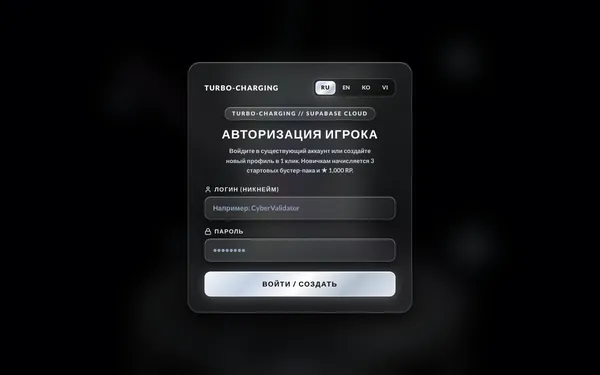 TURBO-CHARGING
RU EN KO VI
TURBO-CHARGING // SUPABASE CLOUD
АВТОРИЗАЦИЯ ИГРОКА
Войдите в существующий аккаунт или создайте
новый профиль в 1 клик. Новичкам начисляется 3
стартовых бустер-пака и ★ 1,000 RP.
ЛОГИН (НИКНЕЙМ)
Например: CyberValidator
ПАРОЛЬ
••••••••
ВОЙТИ / СОЗДАТЬ